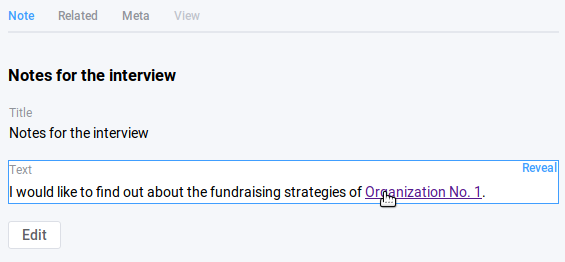 Note Related Meta View
Notes for the interview
Title
Notes for the interview
Text Reveal
I would like to find out about the fundraising strategies of Organization No. 1.
Edit